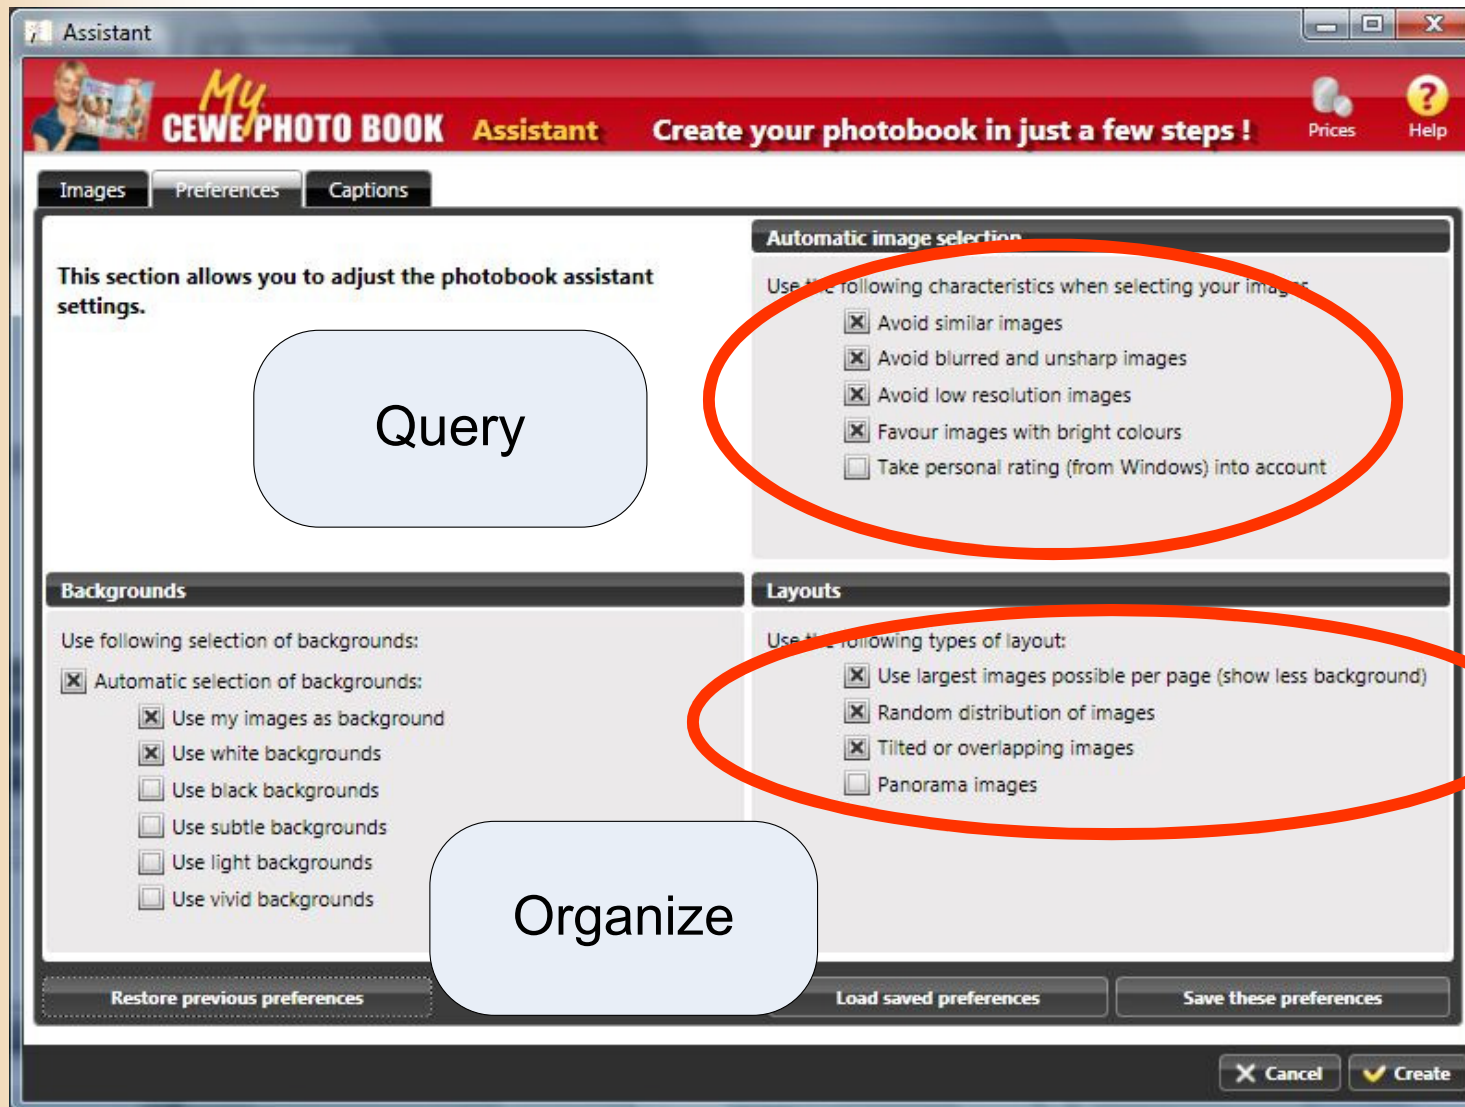 Assistant
My
CEWE PHOTO BOOK Assistant Create your photobook in just a few steps !
Prices
Help
Images Preferences Captions
This section allows you to adjust the photobook assistant
settings.
Automatic image selection
Use the following characteristics when selecting your images
Avoid similar images
Avoid blurred and unsharp images
Avoid low resolution images
Favour images with bright colours
Take personal rating (from Windows) into account
Query
Backgrounds
Use following selection of backgrounds:
Automatic selection of backgrounds:
Use my images as background
Use white backgrounds
Use black backgrounds
Use subtle backgrounds
Use light backgrounds
Use vivid backgrounds
Layouts
Use the following types of layout:
Use largest images possible per page (show less background)
Random distribution of images
Tilted or overlapping images
Panorama images
Organize
Restore previous preferences
Load saved preferences
Save these preferences
Cancel
Create